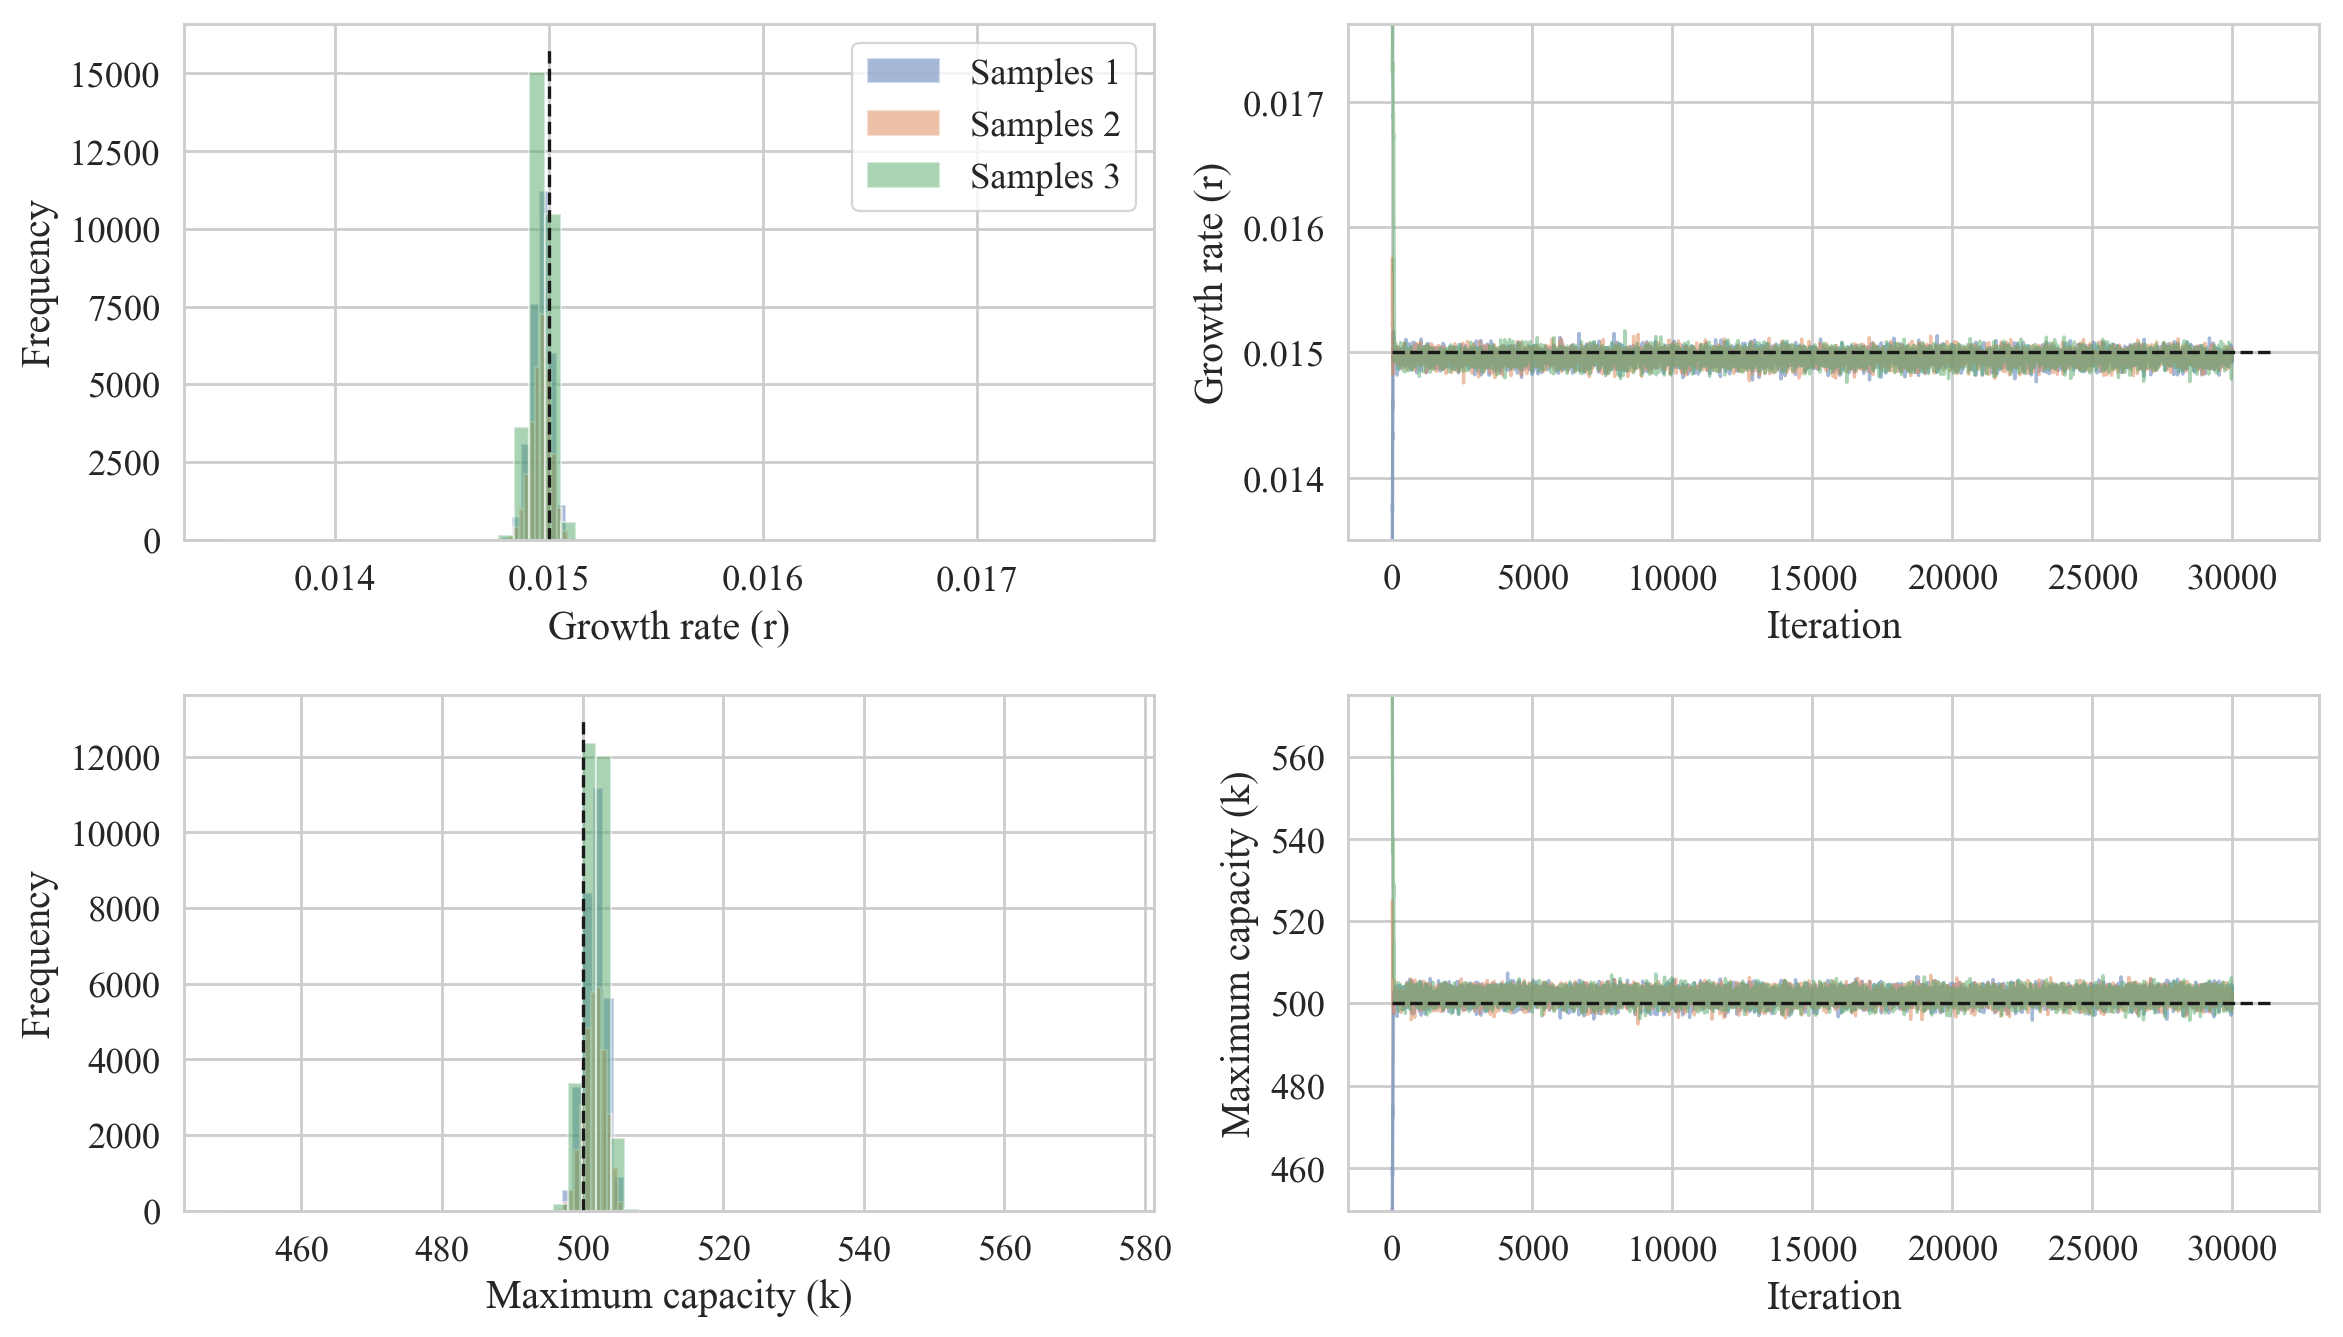 15000
12500
10000
7500
5000
2500
0
Frequency
Samples 1
Samples 2
Samples 3
0.014 0.015 0.016 0.017
Growth rate (r)
0.017
0.016
0.015
0.014
Growth rate (r)
0 5000 10000 15000 20000 25000 30000
Iteration
12000
10000
8000
6000
4000
2000
0
Frequency
460 480 500 520 540 560 580
Maximum capacity (k)
560
540
520
500
480
460
Maximum capacity (k)
0 5000 10000 15000 20000 25000 30000
Iteration